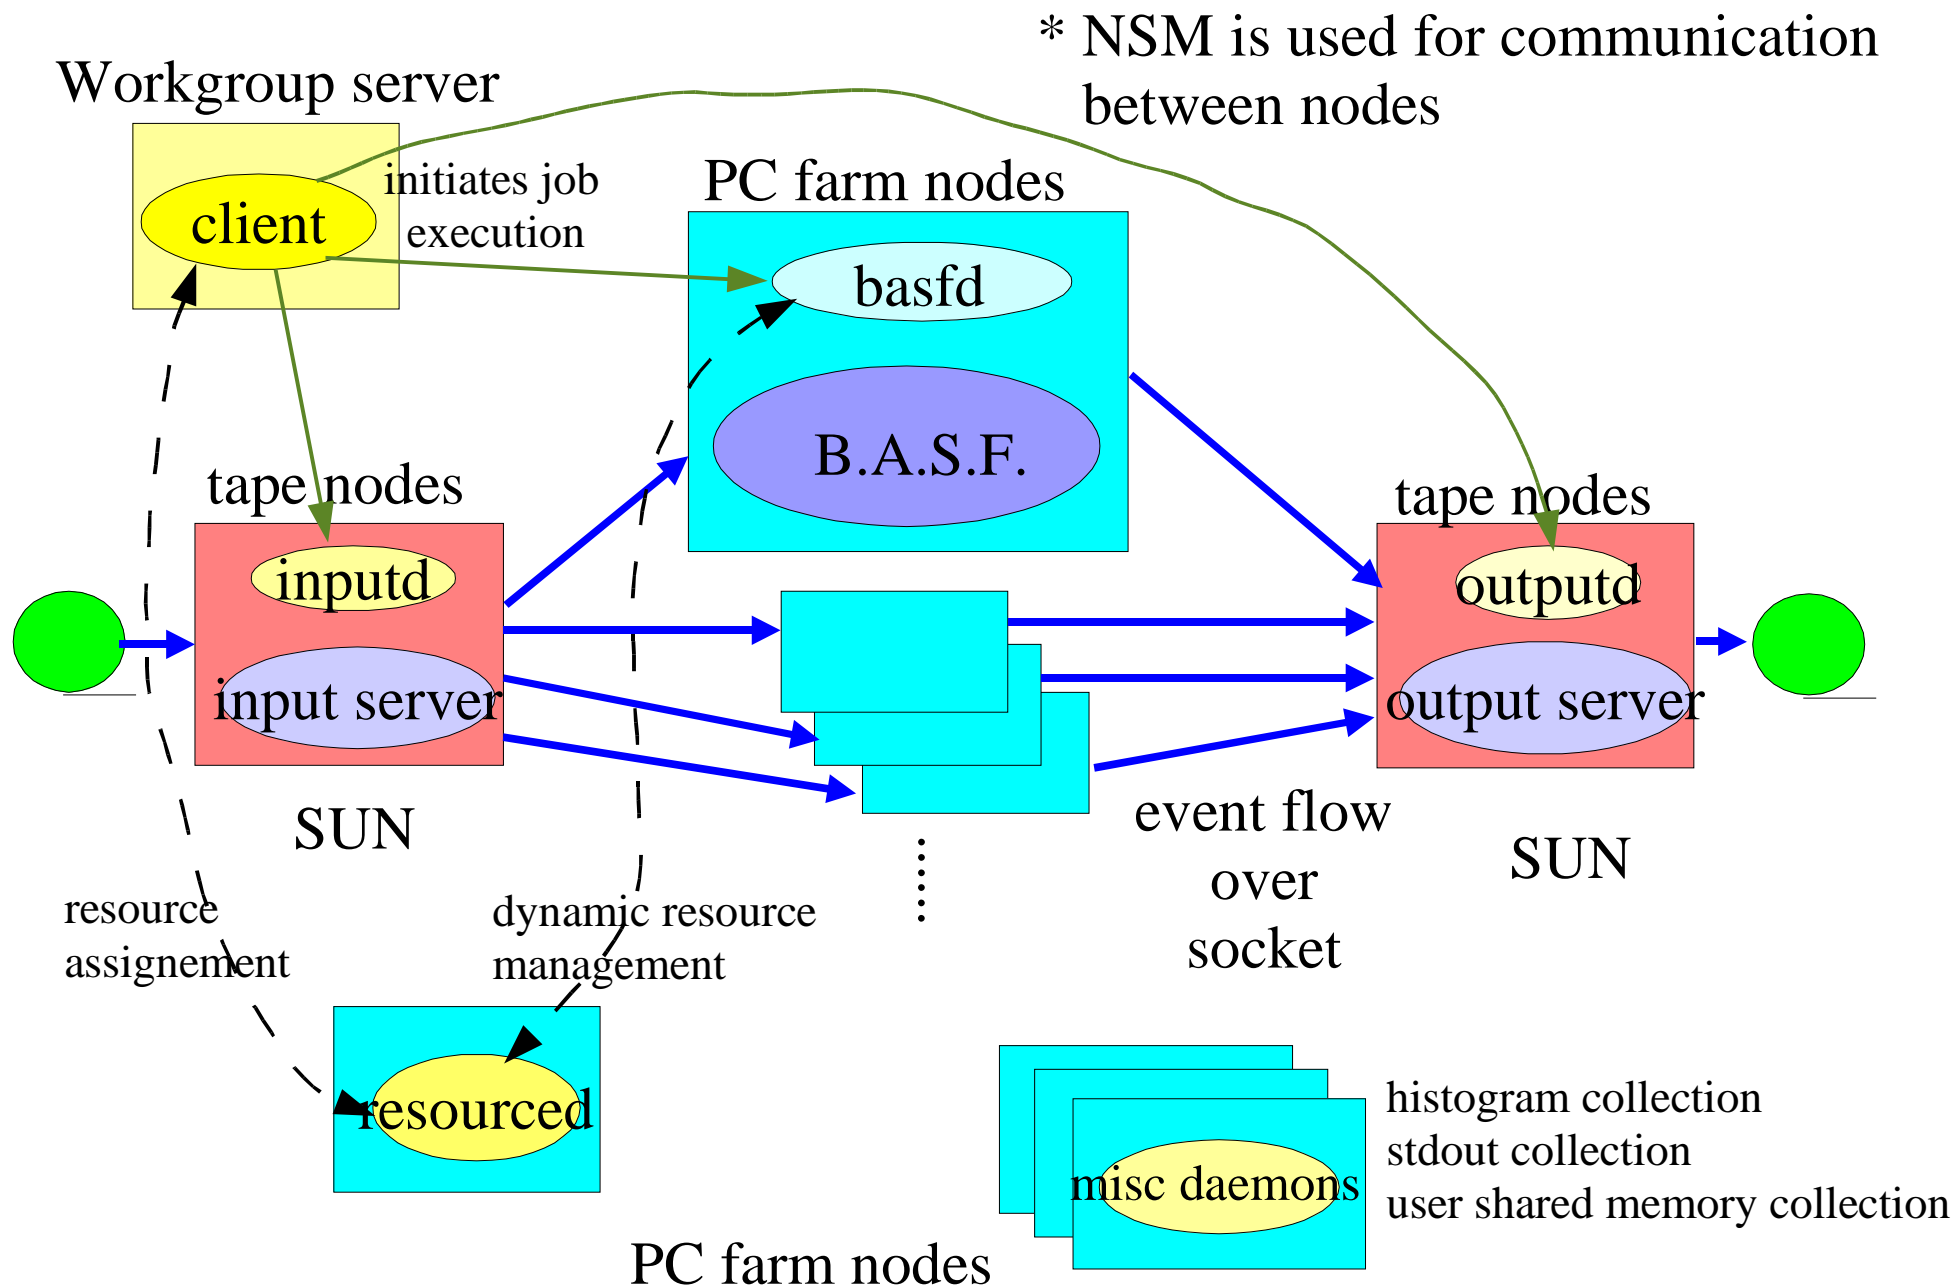 * NSM is used for communication
between nodes
Workgroup server
client
initiates job
execution
PC farm nodes
basfd
B.A.S.F.
tape nodes
inputd
input server
SUN
tape nodes
outputd
output server
SUN
event flow
over
socket
resource
assignement
dynamic resource
management
resourced
misc daemons
histogram collection
stdout collection
user shared memory collection
PC farm nodes